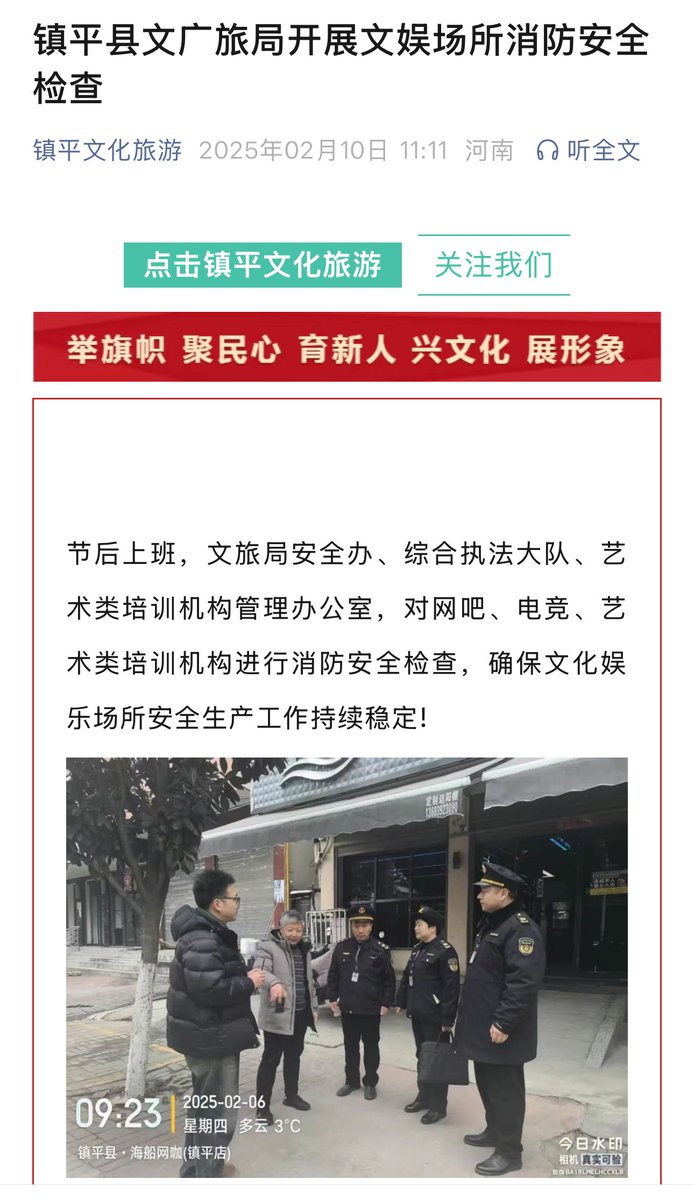 镇平县文广旅局开展文娱场所消防安全
检查
镇平文化旅游 2025年02月10日 11:11 河南 听全文
点击镇平文化旅游 关注我们
举旗帜 聚民心 育新人 兴文化 展形象
节后上班，文旅局安全办、综合执法大队、艺
术类培训机构管理办公室，对网吧、电竞、艺
术类培训机构进行消防安全检查，确保文化娱
乐场所安全生产工作持续稳定!
定制遮阳棚
09:23
2025-02-06
星期四 多云 3°C
镇平县·海船网咖(镇平店)
今日水印
相机 真实可验